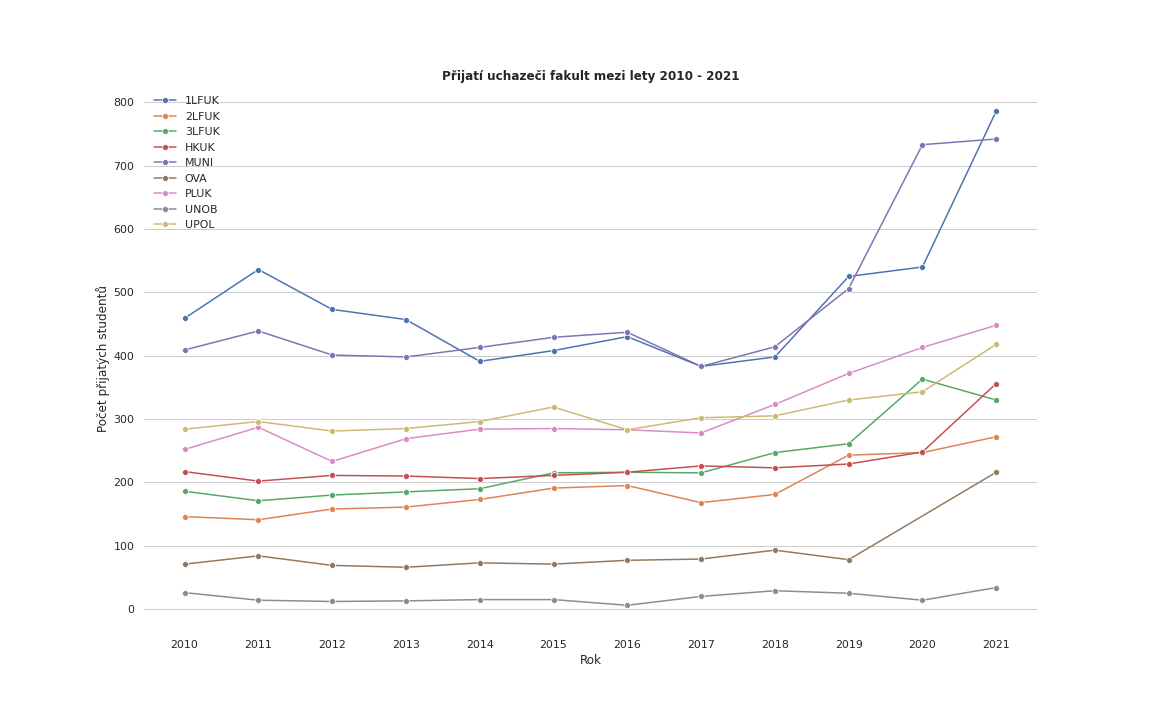 Přijatí uchazeči fakult mezi lety 2010 - 2021
1LFUK
2LFUK
3LFUK
HKUK
MUNI
OVA
PLUK
UNOB
UPOL
Počet přijatých studentů
800
700
600
500
400
300
200
100
0
2010 2011 2012 2013 2014 2015 2016 2017 2018 2019 2020 2021
Rok